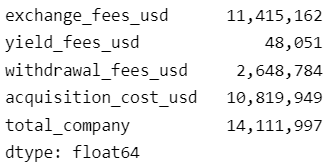 exchange_fees_usd 11,415,162
yield_fees_usd 48,051
withdrawal_fees_usd 2,648,784
acquisition_cost_usd 10,819,949
total_company 14,111,997
dtype: float64